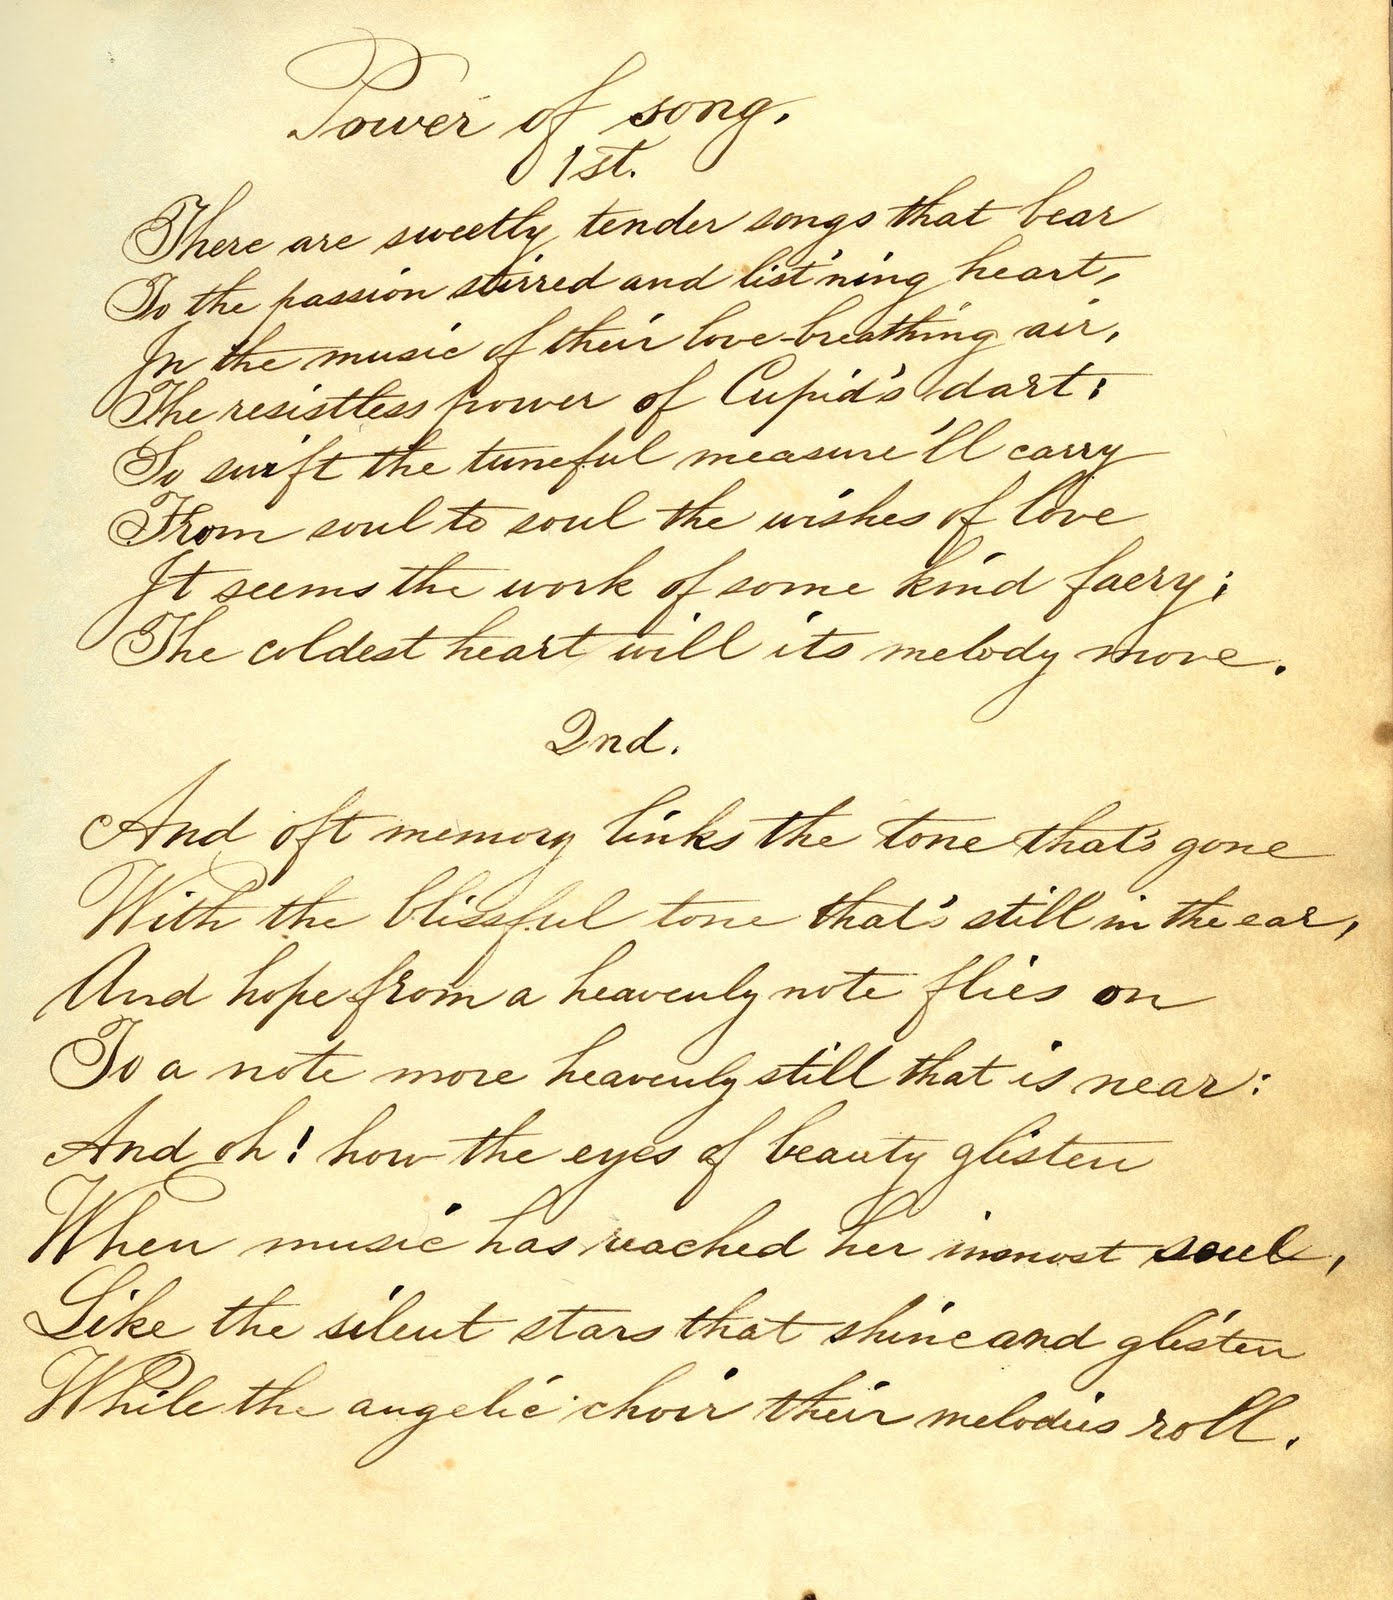 Power of song.
1st.
There are sweetly tender songs that bear
To the passion stirred and list'ning heart,
In the music of their love-breathing air,
The resistless power of Cupid's dart:
So swift the tuneful measure'll carry
From soul to soul the wishes of love
It seems the work of some kind faery;
The coldest heart will its melody move.
2nd.
And oft memory links the tone that's gone
With the blissful tone that's still in the ear,
And hope from a heavenly note flies on
To a note more heavenly still that is near:
And oh! how the eyes of beauty glisten
When music has reached her inmost soul,
Like the silent stars that shine and glisten
While the angelic choir their melodies roll.